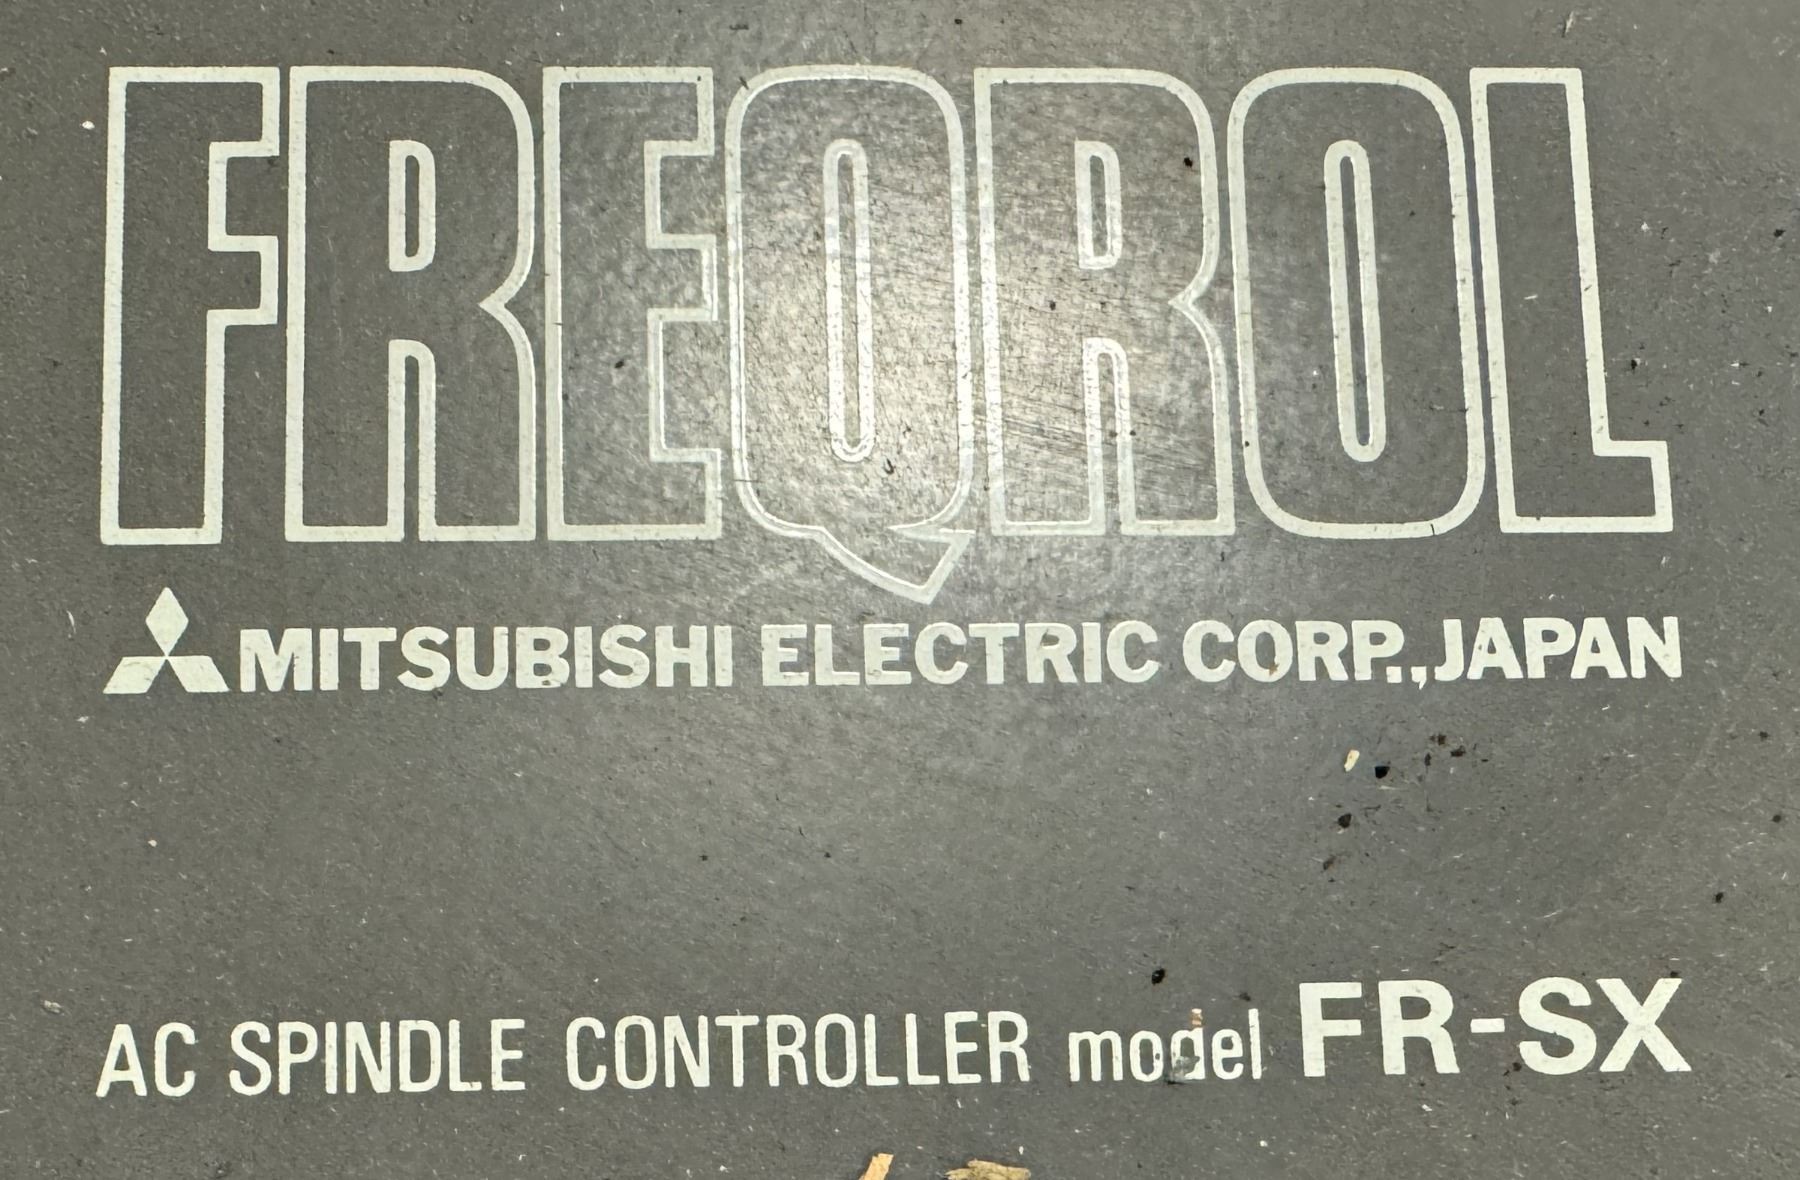 FREQROL
MITSUBISHI ELECTRIC CORP.,JAPAN
AC SPINDLE CONTROLLER model FR-SX